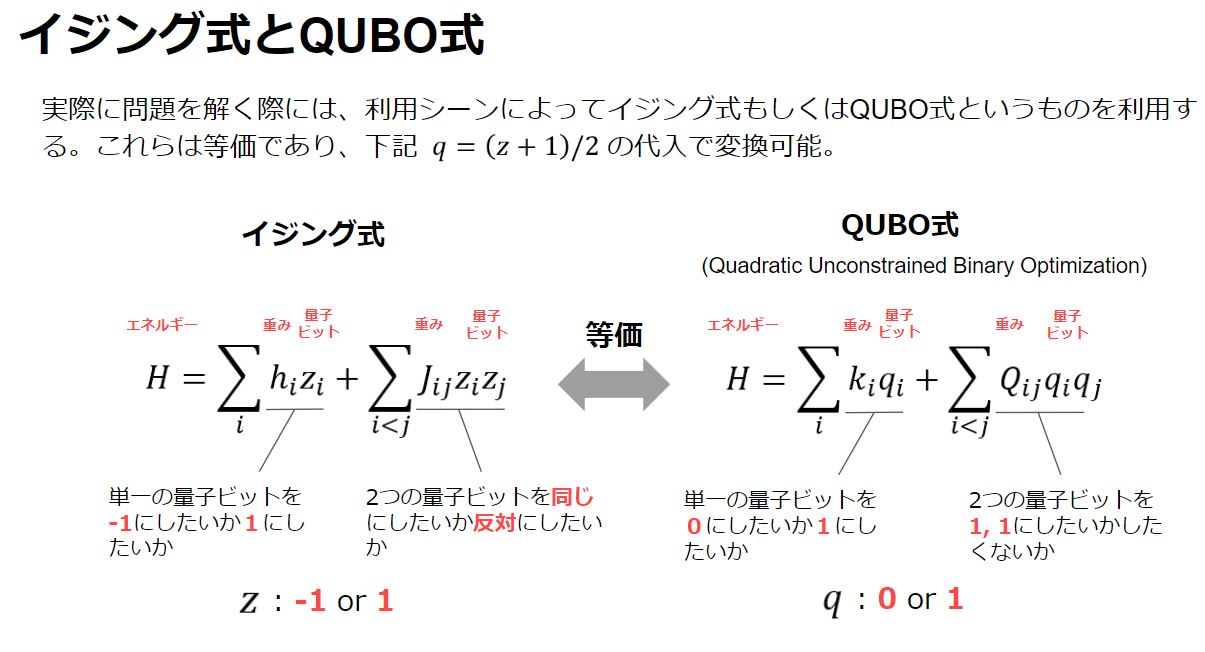 イジング式とQUBO式
実際に問題を解く際には、利用シーンによってイジング式もしくはQUBO式というものを利用す
る。これらは等価であり、下記 q = (z + 1)/2 の代入で変換可能。
イジング式
エネルギー 重み 量子
ビット 重み 量子
ビット
H = ∑_i h_i z_i + ∑_{i<j} J_{ij} z_i z_j
単一の量子ビットを
-1にしたいか1にし
たいか
2つの量子ビットを同じ
にしたいか反対にしたい
か
z : -1 or 1
等価
QUBO式
(Quadratic Unconstrained Binary Optimization)
エネルギー 重み 量子
ビット 重み 量子
ビット
H = ∑_i k_i q_i + ∑_{i<j} Q_{ij} q_i q_j
単一の量子ビットを
0にしたいか1にし
たいか
2つの量子ビットを
1, 1にしたいかした
くないか
q : 0 or 1